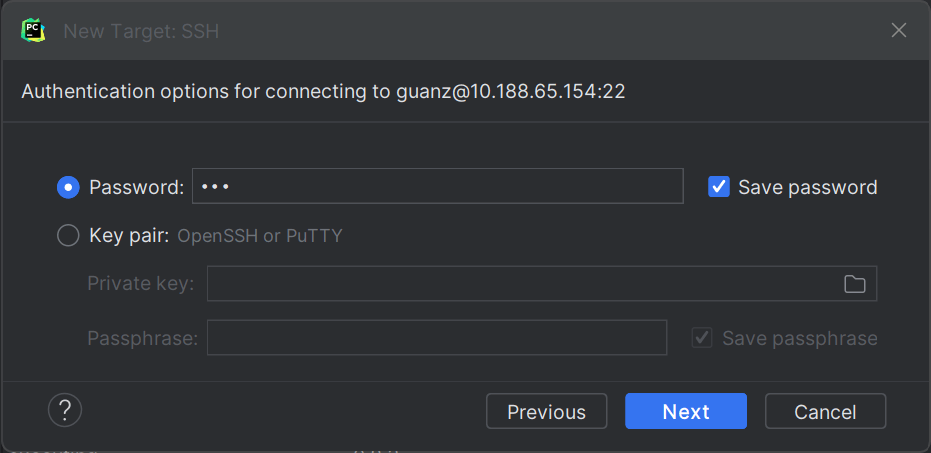 PC
New Target: SSH
Authentication options for connecting to guanz@10.188.65.154:22
Password: ••• Save password
Key pair: OpenSSH or PuTTY
Private key:
Passphrase: Save passphrase
? Previous Next Cancel